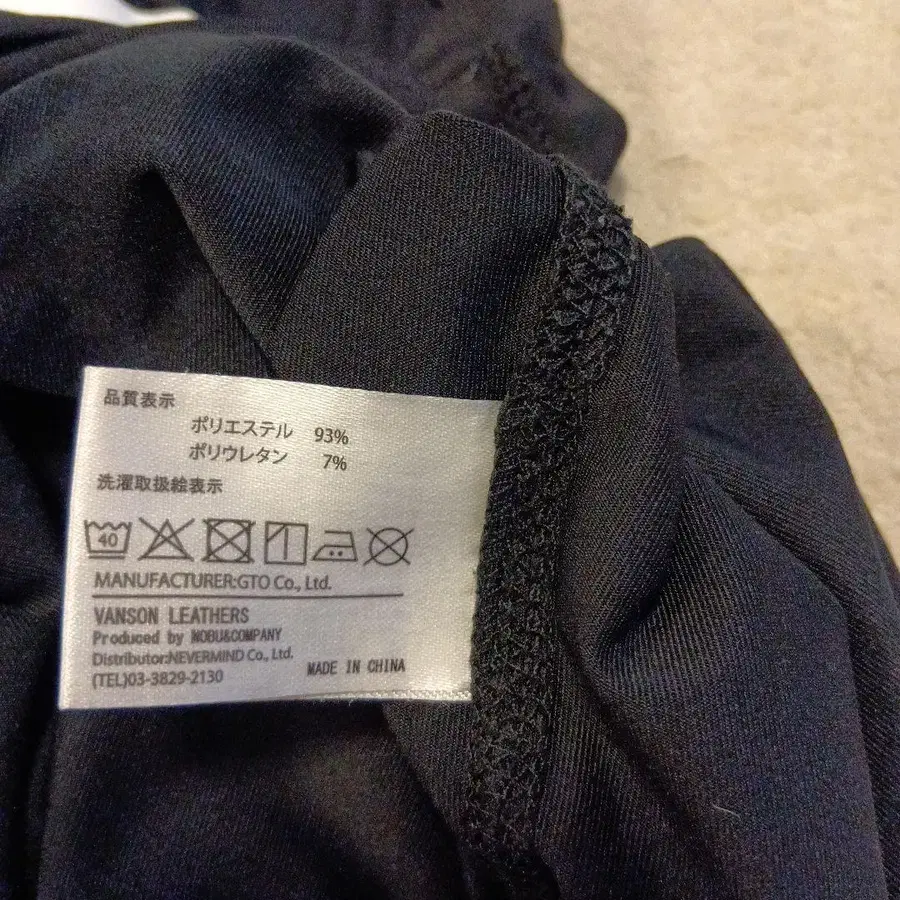 品質表示
ポリエステル 93%
ポリウレタン 7%
洗濯取扱絵表示
40
MANUFACTURER:GTO Co., Ltd.
VANSON LEATHERS
Produced by NOBU&COMPANY
Distributor:NEVERMIND Co., Ltd.
(TEL)03-3829-2130
MADE IN CHINA